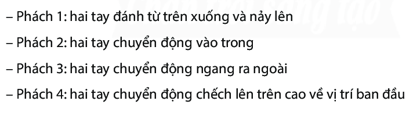 – Phách 1: hai tay đánh từ trên xuống và nảy lên
– Phách 2: hai tay chuyển động vào trong
– Phách 3: hai tay chuyển động ngang ra ngoài
– Phách 4: hai tay chuyển động chếch lên trên cao về vị trí ban đầu